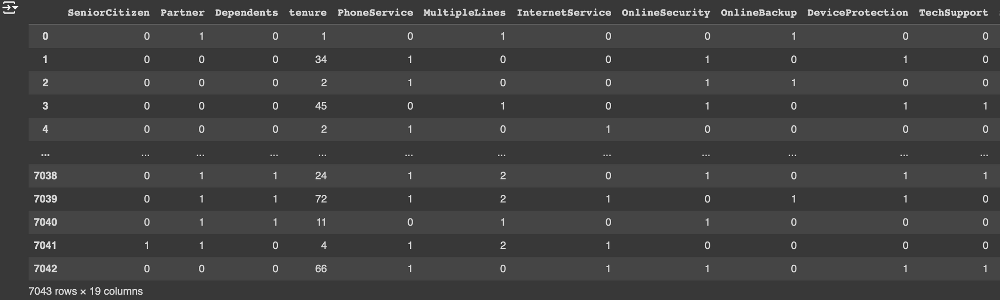 SeniorCitizen Partner Dependents tenure PhoneService MultipleLines InternetService OnlineSecurity OnlineBackup DeviceProtection TechSupport
0 0 1 0 1 0 1 0 0 1 0 0
1 0 0 0 34 1 0 0 1 0 1 0
2 0 0 0 2 1 0 0 1 1 0 0
3 0 0 0 45 0 1 0 1 0 1 1
4 0 0 0 2 1 0 1 0 0 0 0
... ... ... ... ... ... ... ... ... ... ... ...
7038 0 1 1 24 1 2 0 1 0 1 1
7039 0 1 1 72 1 2 1 0 1 1 0
7040 0 1 1 11 0 1 0 1 0 0 0
7041 1 1 0 4 1 2 1 0 0 0 0
7042 0 0 0 66 1 0 1 1 0 1 1
7043 rows × 19 columns